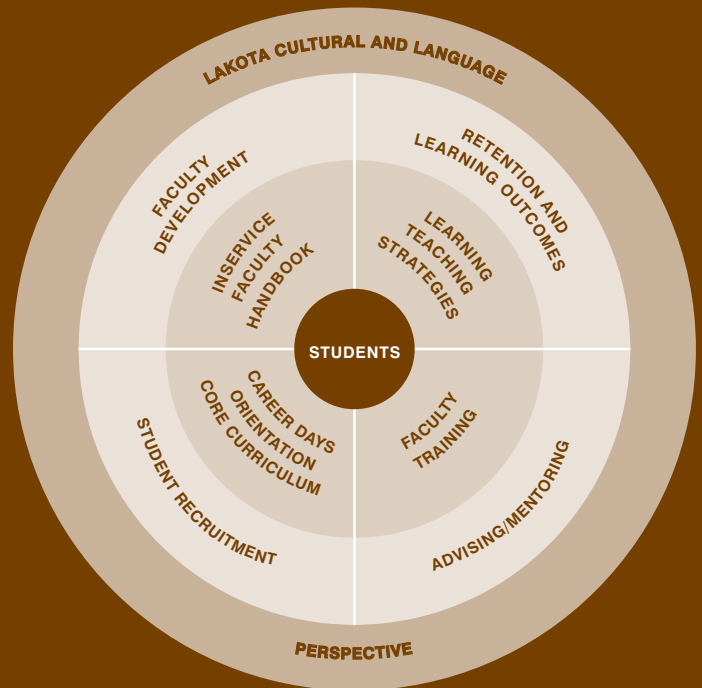 LAKOTA CULTURAL AND LANGUAGE
FACULTY
DEVELOPMENT
RETENTION AND
LEARNING OUTCOMES
INSERVICE
FACULTY
HANDBOOK
LEARNING
TEACHING
STRATEGIES
STUDENTS
CAREER DAYS
ORIENTATION
CORE CURRICULUM
FACULTY
TRAINING
STUDENT RECRUITMENT
ADVISING/MENTORING
PERSPECTIVE